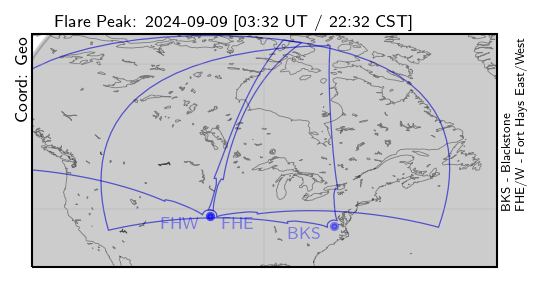 Flare Peak: 2024-09-09 [03:32 UT / 22:32 CST]
Coord: Geo
FHW
FHE
BKS
BKS - Blackstone
FHE/W - Fort Hays East/West